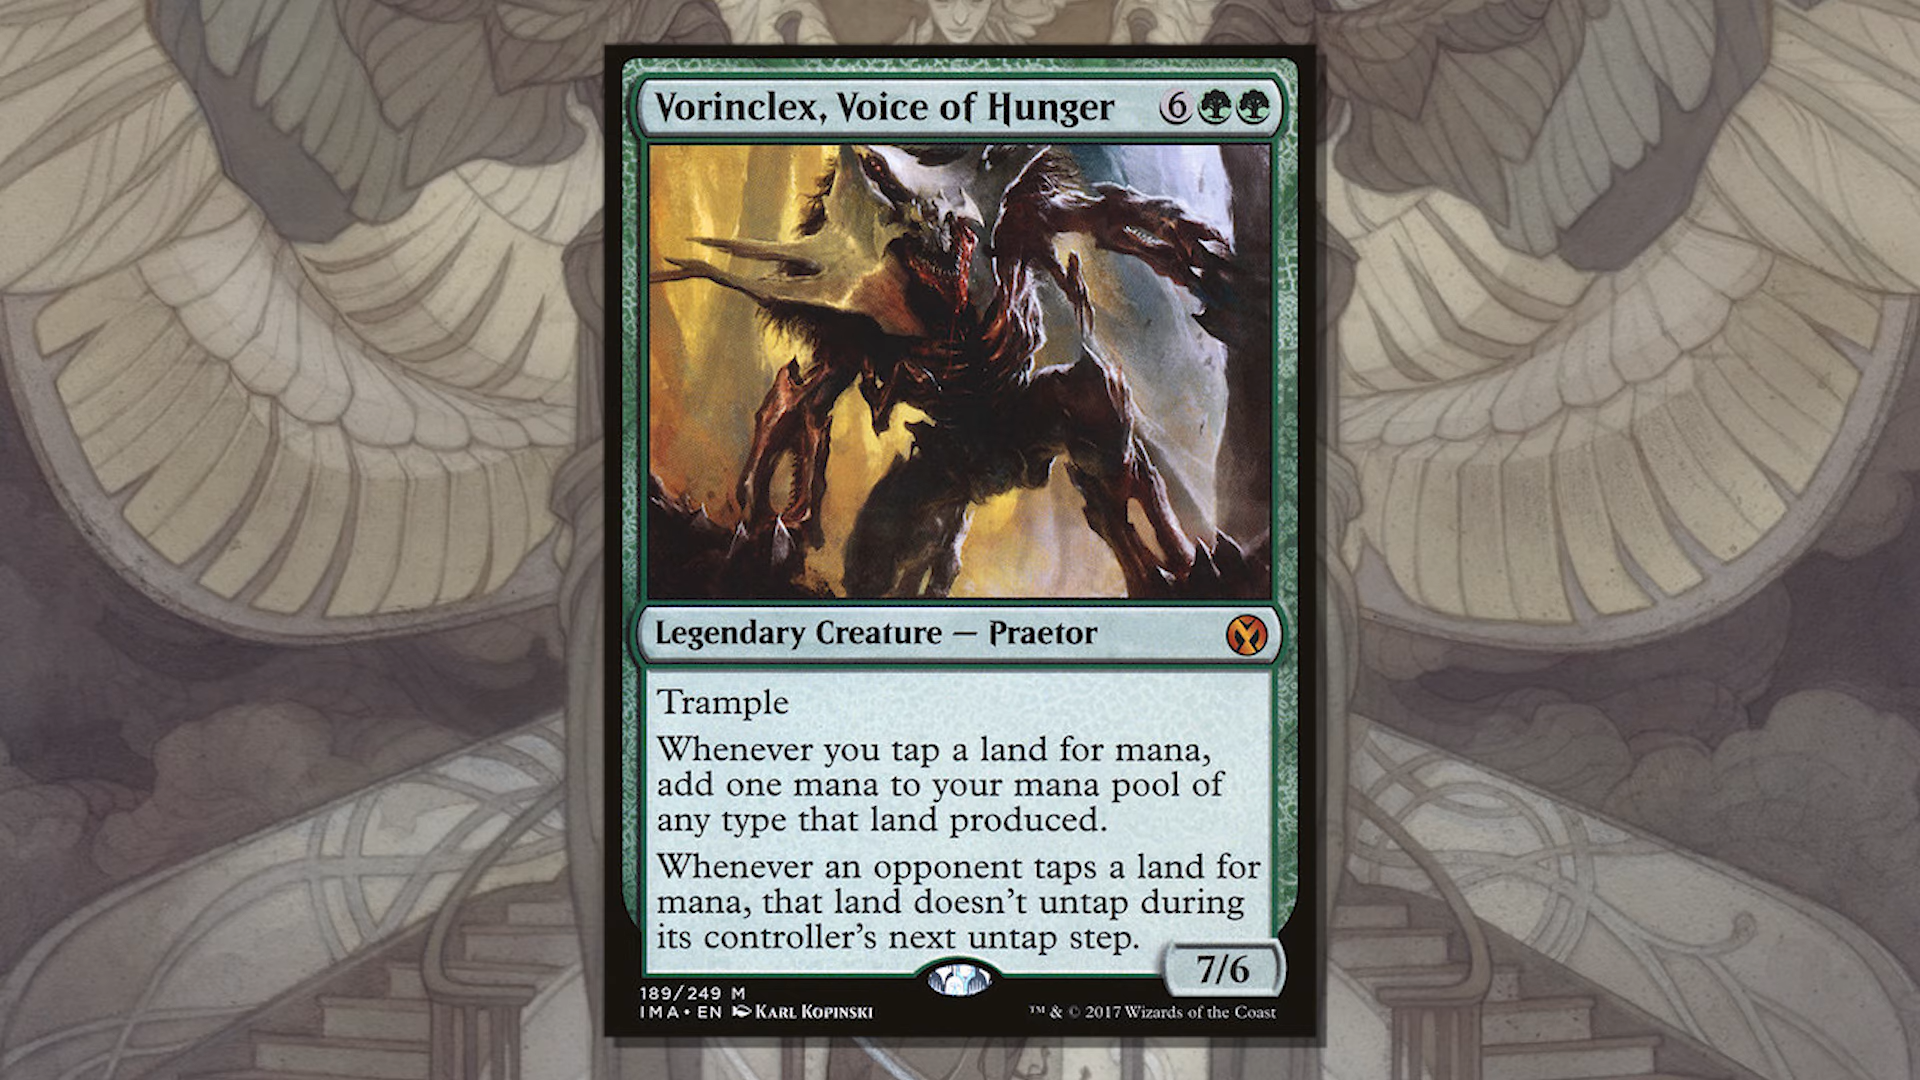 Vorinclex, Voice of Hunger 6
Legendary Creature — Praetor
Trample
Whenever you tap a land for mana,
add one mana to your mana pool of
any type that land produced.
Whenever an opponent taps a land for
mana, that land doesn't untap during
its controller's next untap step.
7/6
189/249 M
IMA • EN Karl Kopinski
™ & © 2017 Wizards of the Coast